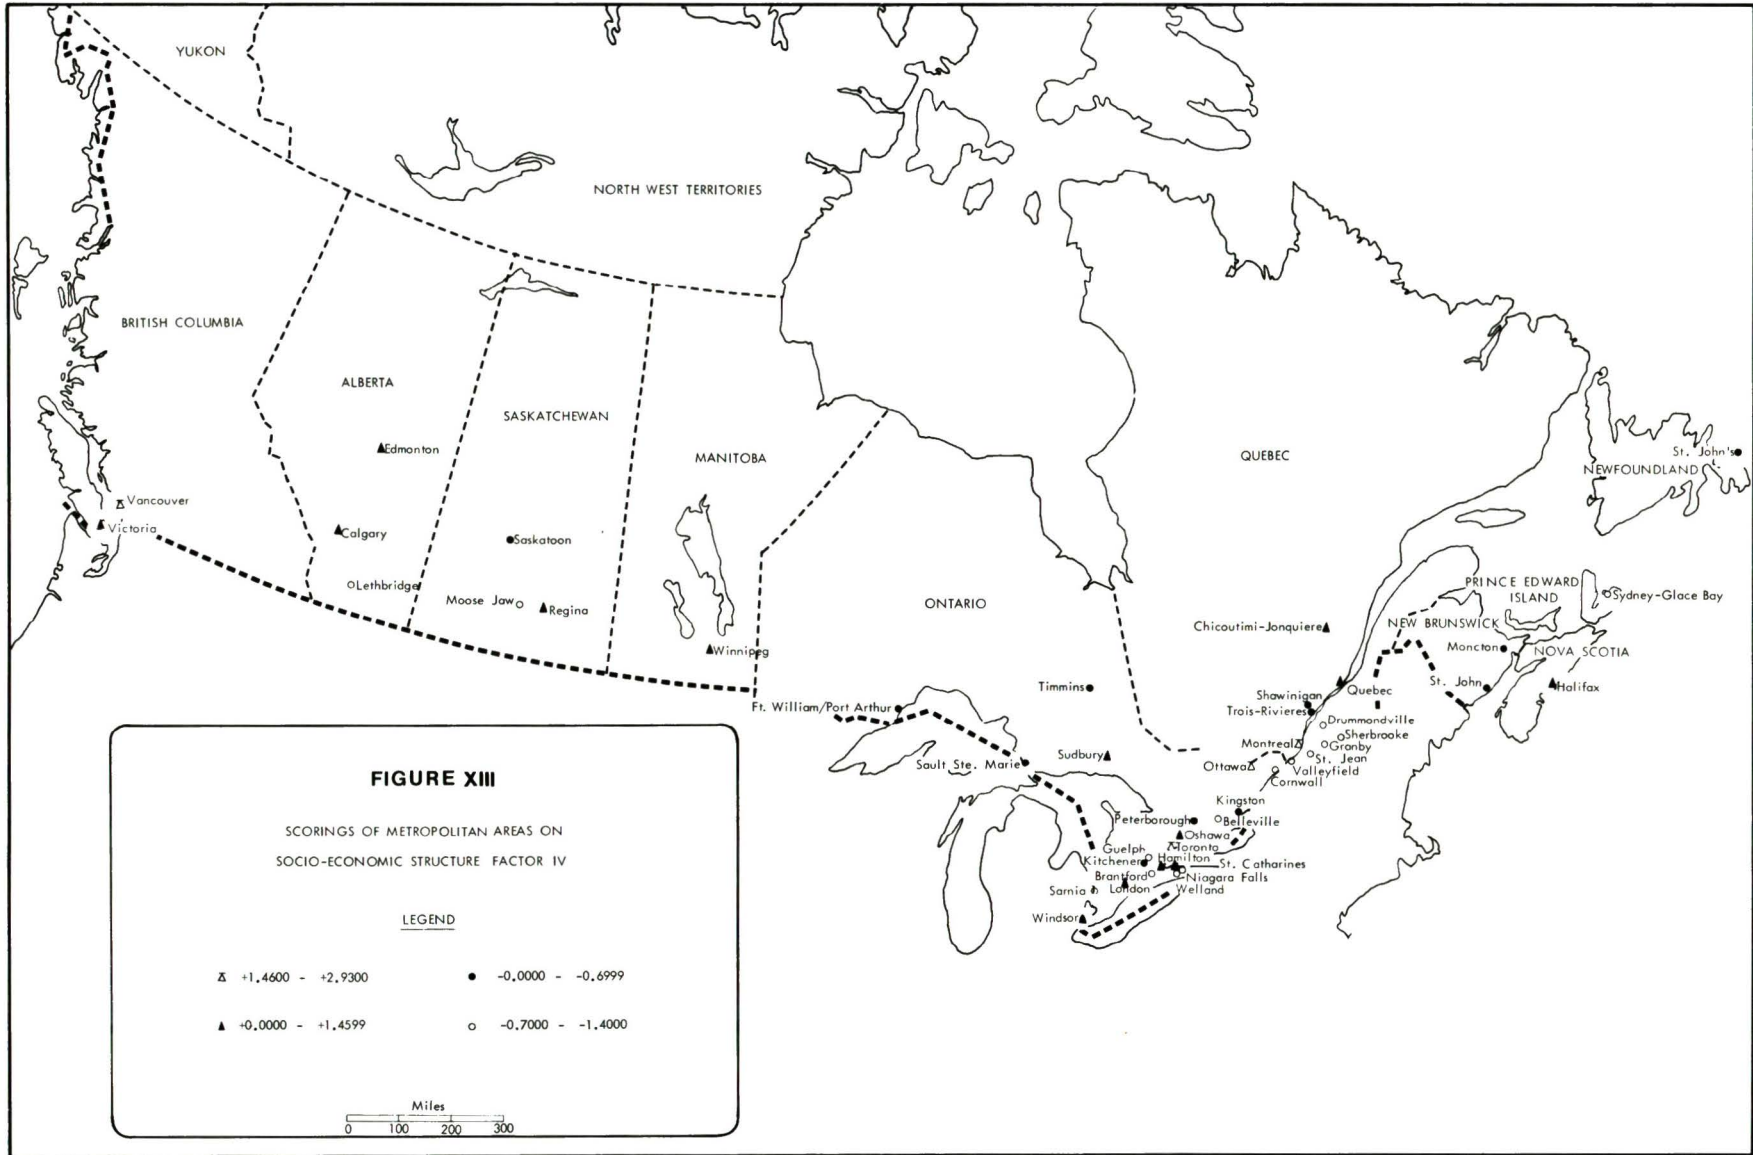 YUKON
NORTH WEST TERRITORIES
BRITISH COLUMBIA
ALBERTA
SASKATCHEWAN
MANITOBA
QUEBEC
Edmonton
St. John's
NEWFOUNDLAND
Vancouver
Victoria
Calgary
Saskatoon
Lethbridge
Moose Jaw
Regina
ONTARIO
PRINCE EDWARD
ISLAND
Sydney-Glace Bay
Chicoutimi-Jonquiere
NEW BRUNSWICK
Moncton
NOVA SCOTIA
Winnipeg
Timmins
St. John
Halifax
Quebec
Shawinigan
Trois-Rivieres
Ft. William/Port Arthur
Drummondville
Sherbrooke
Montreal
Granby
Sudbury
St. Jean
Sault Ste. Marie
Ottawa
Valleyfield
Cornwall
Kingston
Peterborough
Belleville
Oshawa
Toronto
Guelph
Hamilton
Kitchener
St. Catharines
Brantford
Niagara Falls
Sarnia
London
Welland
Windsor
FIGURE XIII
SCORINGS OF METROPOLITAN AREAS ON
SOCIO-ECONOMIC STRUCTURE FACTOR IV
LEGEND
+1.4600 - +2.9300
-0.0000 - -0.6999
+0.0000 - +1.4599
-0.7000 - -1.4000
Miles
0 100 200 300